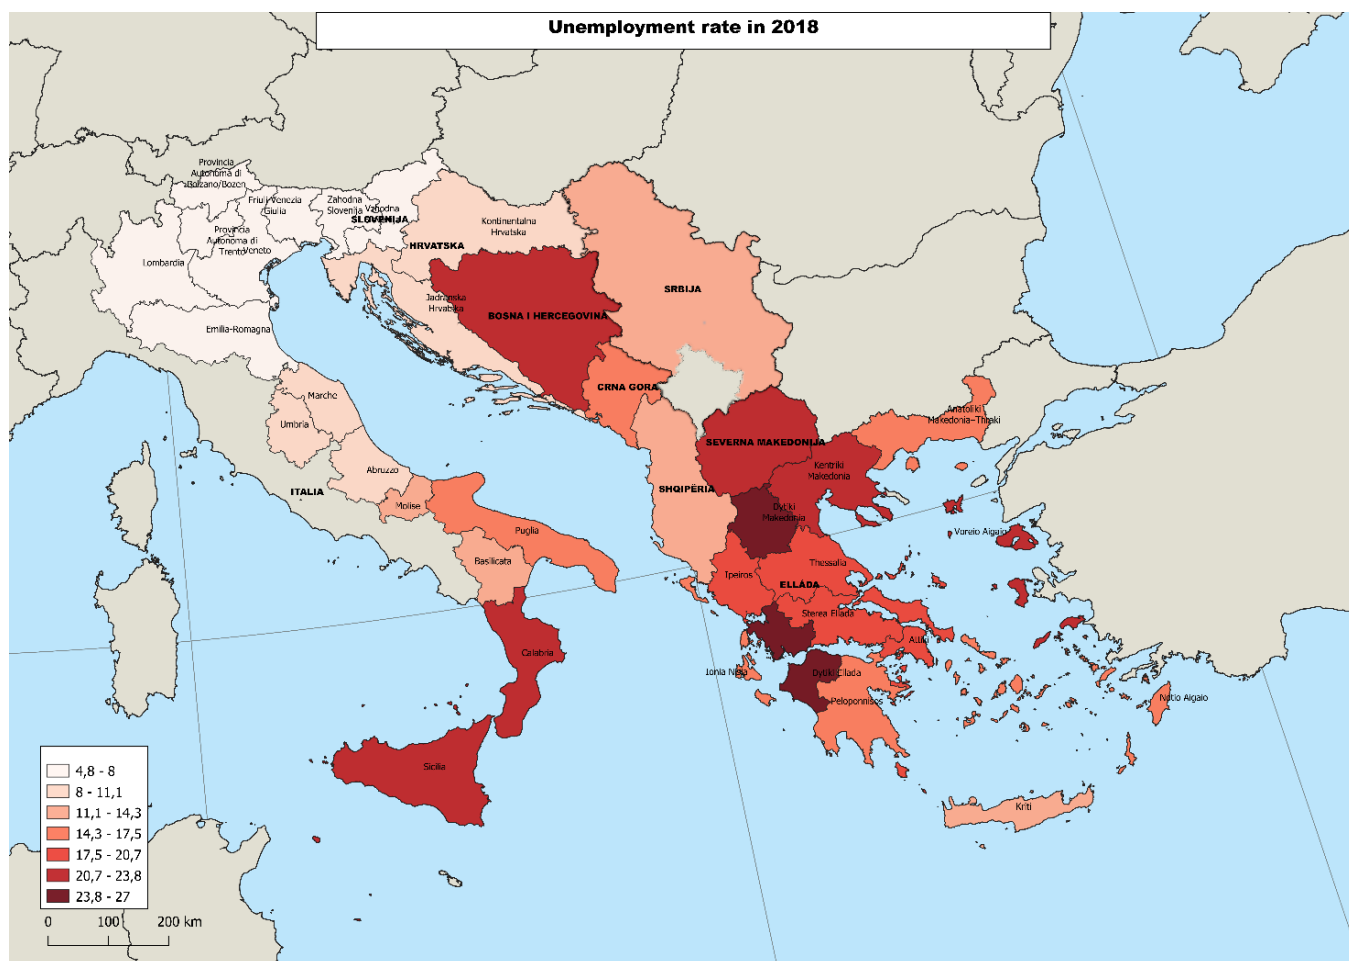 Unemployment rate in 2018
Provincia
Autonoma di
Bolzano/Bozen
Friuli-Venezia
Giulia
Zahodna
Slovenija
Vzhodna
SLOVENIJA
Provincia
Autonoma di
Trento
Veneto
Lombardia
Emilia-Romagna
Kontinentalna
Hrvatska
HRVATSKA
Jadranska
Hrvatska
SRBIJA
BOSNA I HERCEGOVINA
CRNA GORA
Marche
Umbria
Abruzzo
ITALIA
Molise
Puglia
Basilicata
Anatoliki
Makedonia-Thraki
SEVERNA MAKEDONIJA
Kentriki
Makedonia
SHQIPËRIA
Dytiki
Makedonia
Voreio Aigaio
Thessalia
Ipeiros
ELLÁDA
Sterea Ellada
Attiki
Calabria
Ionia Nisia
Dytiki Ellada
Peloponnisos
Notio Aigaio
Sicilia
Kriti
4,8 - 8
8 - 11,1
11,1 - 14,3
14,3 - 17,5
17,5 - 20,7
20,7 - 23,8
23,8 - 27
0 100 200 km